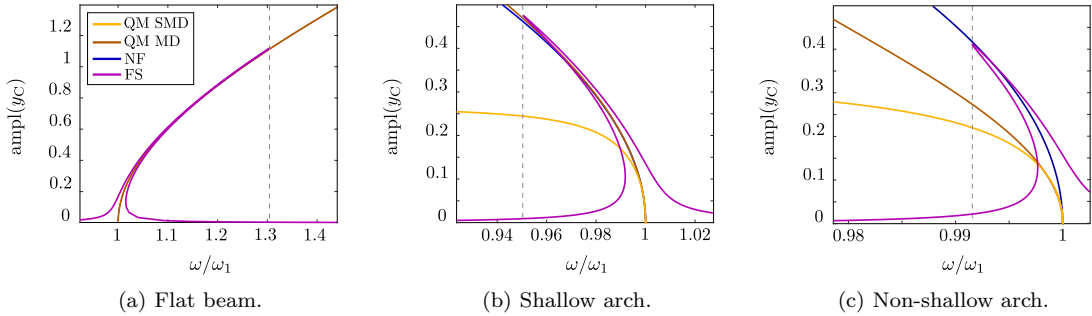 QM SMD
QM MD
NF
FS
ampl(y_C)
1.2
1
0.8
0.6
0.4
0.2
0
1 1.1 1.2 1.3 1.4
ω/ω₁
(a) Flat beam.
ampl(y_C)
0.4
0.3
0.2
0.1
0
0.94 0.96 0.98 1 1.02
ω/ω₁
(b) Shallow arch.
ampl(y_C)
0.4
0.3
0.2
0.1
0
0.98 0.99 1
ω/ω₁
(c) Non-shallow arch.